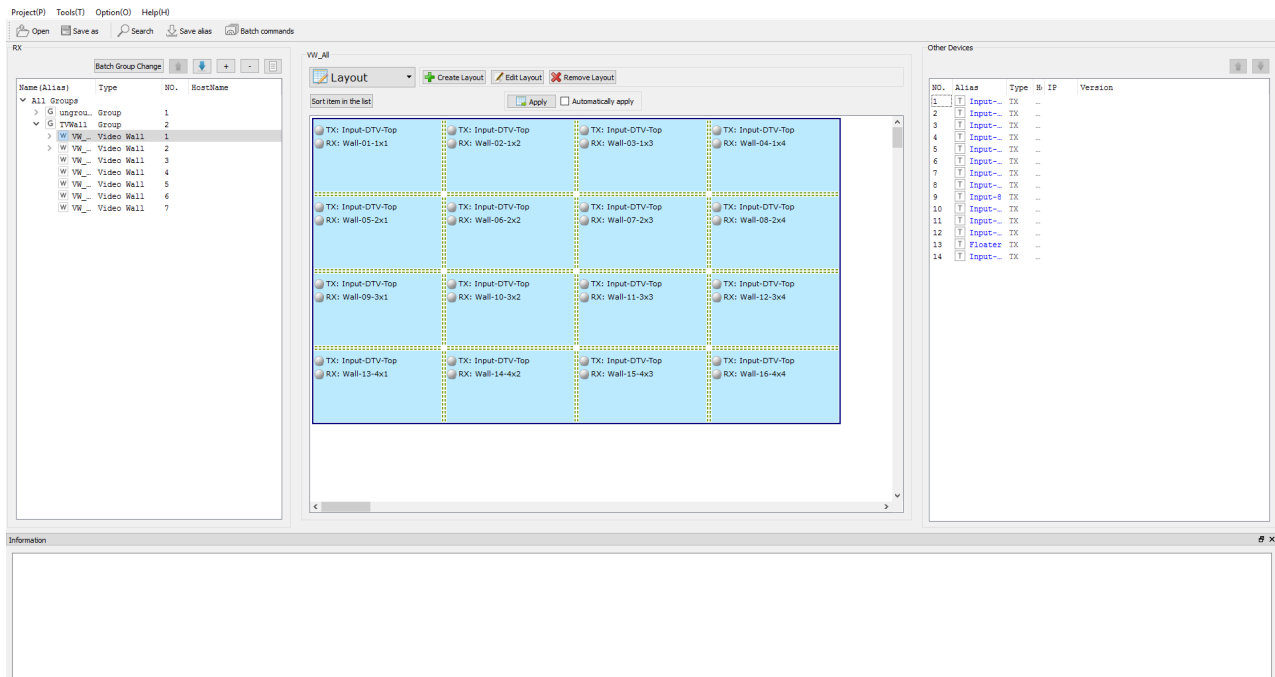 Project(P) Tools(T) Option(O) Help(H)
Open Save as Search Save alias Batch commands
RX
Batch Group Change + -
Name(Alias) Type NO. HostName
All Groups
G ungrou… Group 1
G TVWall Group 2
W VW_… Video Wall 1
W VW_… Video Wall 2
W VW_… Video Wall 3
W VW_… Video Wall 4
W VW_… Video Wall 5
W VW_… Video Wall 6
W VW_… Video Wall 7
VW_All
Layout Create Layout Edit Layout Remove Layout
Sort item in the list Apply Automatically apply
TX: Input-DTV-Top TX: Input-DTV-Top TX: Input-DTV-Top TX: Input-DTV-Top
RX: Wall-01-1x1 RX: Wall-02-1x2 RX: Wall-03-1x3 RX: Wall-04-1x4
TX: Input-DTV-Top TX: Input-DTV-Top TX: Input-DTV-Top TX: Input-DTV-Top
RX: Wall-05-2x1 RX: Wall-06-2x2 RX: Wall-07-2x3 RX: Wall-08-2x4
TX: Input-DTV-Top TX: Input-DTV-Top TX: Input-DTV-Top TX: Input-DTV-Top
RX: Wall-09-3x1 RX: Wall-10-3x2 RX: Wall-11-3x3 RX: Wall-12-3x4
TX: Input-DTV-Top TX: Input-DTV-Top TX: Input-DTV-Top TX: Input-DTV-Top
RX: Wall-13-4x1 RX: Wall-14-4x2 RX: Wall-15-4x3 RX: Wall-16-4x4
Other Devices
NO. Alias Type H IP Version
1 T Input-… TX …
2 T Input-… TX …
3 T Input-… TX …
4 T Input-… TX …
5 T Input-… TX …
6 T Input-… TX …
7 T Input-… TX …
8 T Input-… TX …
9 T Input-8 TX …
10 T Input-… TX …
11 T Input-… TX …
12 T Input-… TX …
13 T Floater TX …
14 T Input-… TX …
Information